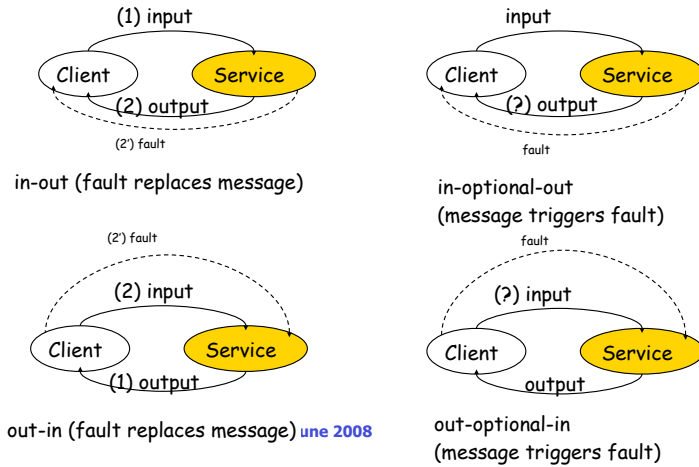 (1) input
Client
Service
(2) output
(2') fault
in-out (fault replaces message)
input
Client
Service
(?) output
fault
in-optional-out
(message triggers fault)
(2') fault
(2) input
Client
Service
(1) output
out-in (fault replaces message)
une 2008
fault
(?) input
Client
Service
output
out-optional-in
(message triggers fault)